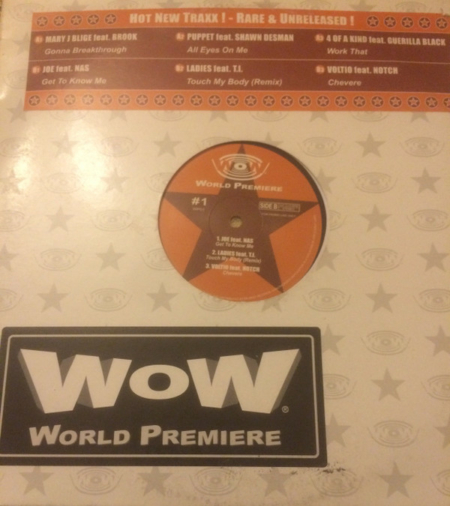 Hot New Traxx ! - Rare & Unreleased !
MARY J BLIGE feat. BROOK
Gonna Breakthrough
PUPPET feat. SHAWN DESMAN
All Eyes On Me
4 OF A KIND feat. GUERILLA BLACK
Work That
JOE feat. NAS
Get To Know Me
LADIES feat. T.I.
Touch My Body (Remix)
VOLTIO feat. NOTCH
Chevere
WORLD PREMIERE
#1
SIDE B
1. JOE feat. NAS
Get To Know Me
2. LADIES feat. T.I.
Touch My Body (Remix)
3. VOLTIO feat. NOTCH
Chevere
WOW®
WORLD PREMIERE